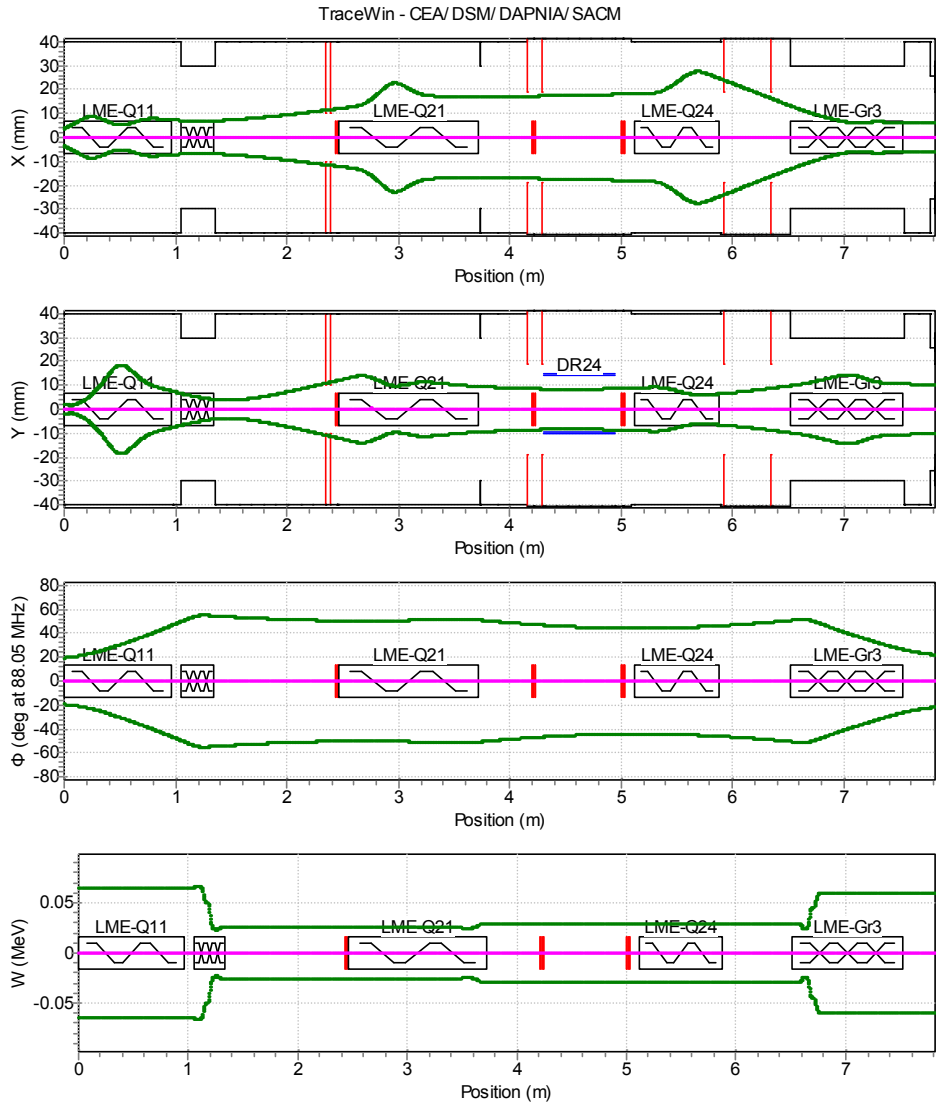 TraceWin - CEA/ DSM/ DAPNIA/ SACM
X (mm)
40
30
20
10
0
-10
-20
-30
-40
LME-Q11
LME-Q21
LME-Q24
LME-Gr3
0 1 2 3 4 5 6 7
Position (m)
Y (mm)
40
30
20
10
0
-10
-20
-30
-40
DR24
LME-Q11
LME-Q21
LME-Q24
LME-Gr3
0 1 2 3 4 5 6 7
Position (m)
Φ (deg at 88.05 MHz)
80
60
40
20
0
-20
-40
-60
-80
LME-Q11
LME-Q21
LME-Q24
LME-Gr3
0 1 2 3 4 5 6 7
Position (m)
W (MeV)
0.05
0
-0.05
LME-Q11
LME-Q21
LME-Q24
LME-Gr3
0 1 2 3 4 5 6 7
Position (m)